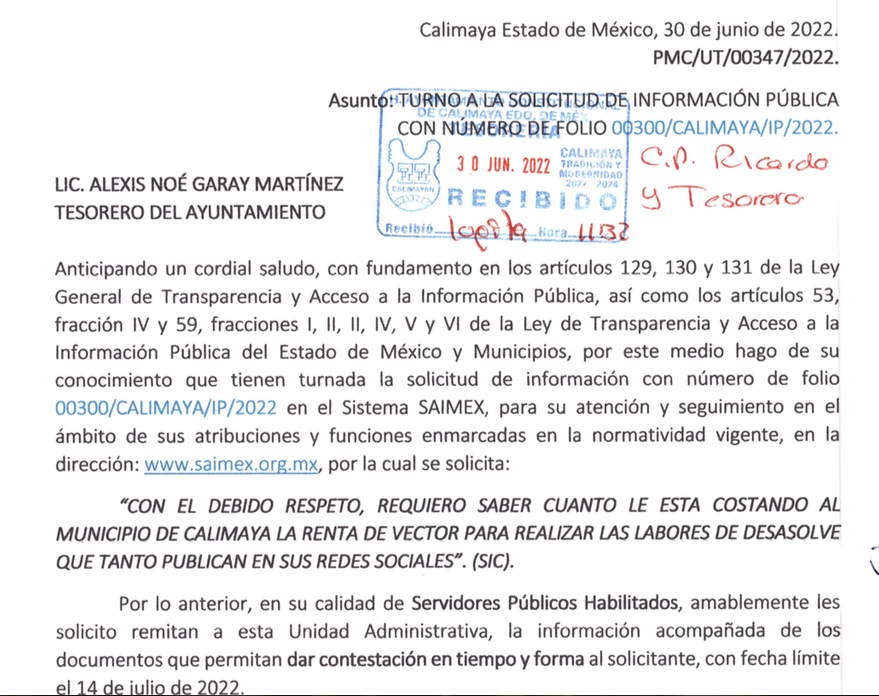 Calimaya Estado de México, 30 de junio de 2022.
PMC/UT/00347/2022.
Asunto: TURNO A LA SOLICITUD DE INFORMACIÓN PÚBLICA
CON NÚMERO DE FOLIO 00300/CALIMAYA/IP/2022.
H. AYUNTAMIENTO CONSTITUCIONAL
DE CALIMAYA EDO. DE MÉX.
TESORERÍA
30 JUN. 2022
CALIMAYA
TRADICIÓN Y
MODERNIDAD
2022 - 2024
CALIMAYAN
RECIBIDO
Recibió Hora 11:32
C.P. Ricardo
y Tesorero
LIC. ALEXIS NOÉ GARAY MARTÍNEZ
TESORERO DEL AYUNTAMIENTO
Anticipando un cordial saludo, con fundamento en los artículos 129, 130 y 131 de la Ley
General de Transparencia y Acceso a la Información Pública, así como los artículos 53,
fracción IV y 59, fracciones I, II, II, IV, V y VI de la Ley de Transparencia y Acceso a la
Información Pública del Estado de México y Municipios, por este medio hago de su
conocimiento que tienen turnada la solicitud de información con número de folio
00300/CALIMAYA/IP/2022 en el Sistema SAIMEX, para su atención y seguimiento en el
ámbito de sus atribuciones y funciones enmarcadas en la normatividad vigente, en la
dirección: www.saimex.org.mx, por la cual se solicita:
“CON EL DEBIDO RESPETO, REQUIERO SABER CUANTO LE ESTA COSTANDO AL
MUNICIPIO DE CALIMAYA LA RENTA DE VECTOR PARA REALIZAR LAS LABORES DE DESASOLVE
QUE TANTO PUBLICAN EN SUS REDES SOCIALES”. (SIC).
Por lo anterior, en su calidad de Servidores Públicos Habilitados, amablemente les
solicito remitan a esta Unidad Administrativa, la información acompañada de los
documentos que permitan dar contestación en tiempo y forma al solicitante, con fecha límite
el 14 de julio de 2022.